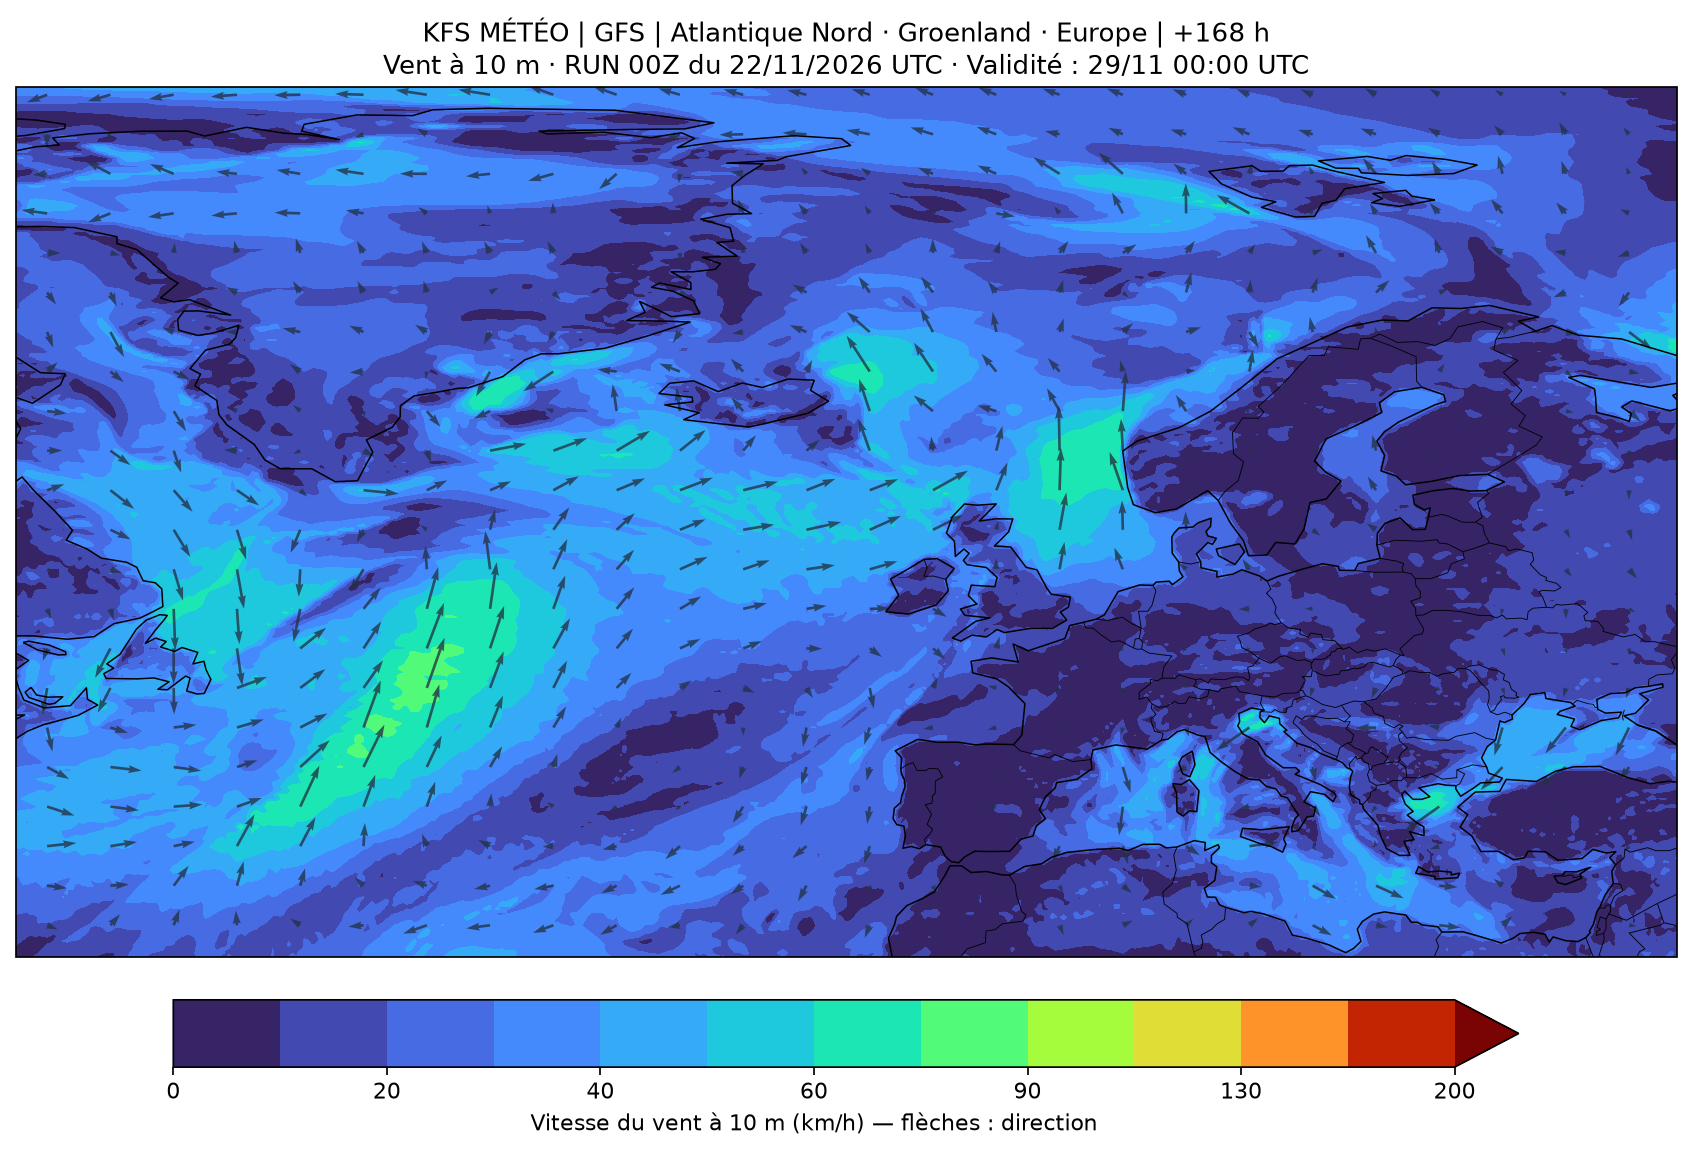 KFS MÉTÉO | GFS | Atlantique Nord · Groenland · Europe | +168 h
Vent à 10 m · RUN 00Z du 22/11/2026 UTC · Validité : 29/11 00:00 UTC
0 20 40 60 90 130 200
Vitesse du vent à 10 m (km/h) — flèches : direction